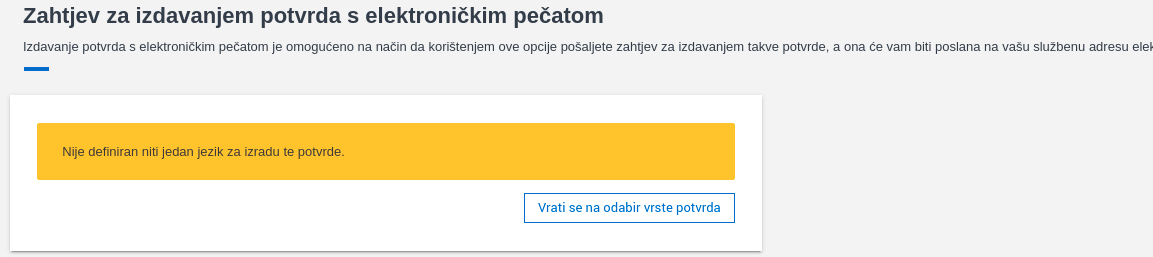 Zahtjev za izdavanjem potvrda s elektroničkim pečatom
Izdavanje potvrda s elektroničkim pečatom je omogućeno na način da korištenjem ove opcije pošaljete zahtjev za izdavanjem takve potvrde, a ona će vam biti poslana na vašu službenu adresu elek
Nije definiran niti jedan jezik za izradu te potvrde.
Vrati se na odabir vrste potvrda